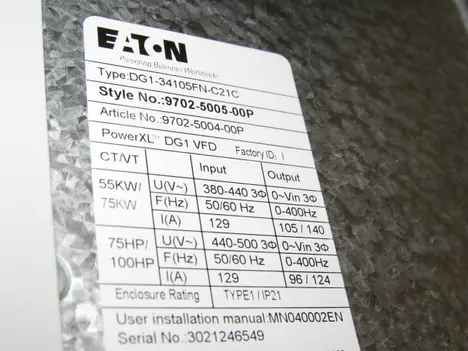 EATON
Powering Business Worldwide
Type:DG1-34105FN-C21C
Style No.:9702-5005-00P
Article No.:9702-5004-00P
PowerXL™ DG1 VFD Factory ID: I
CT/VT Input Output
55KW/ 75KW U(V~) 380-440 3Φ 0~Vin 3Φ
F(Hz) 50/60 Hz 0-400Hz
I(A) 129 105 / 140
75HP/ 100HP U(V~) 440-500 3Φ 0~Vin 3Φ
F(Hz) 50/60 Hz 0-400Hz
I(A) 129 96 / 124
Enclosure Rating TYPE1 / IP21
User installation manual:MN040002EN
Serial No.:3021246549